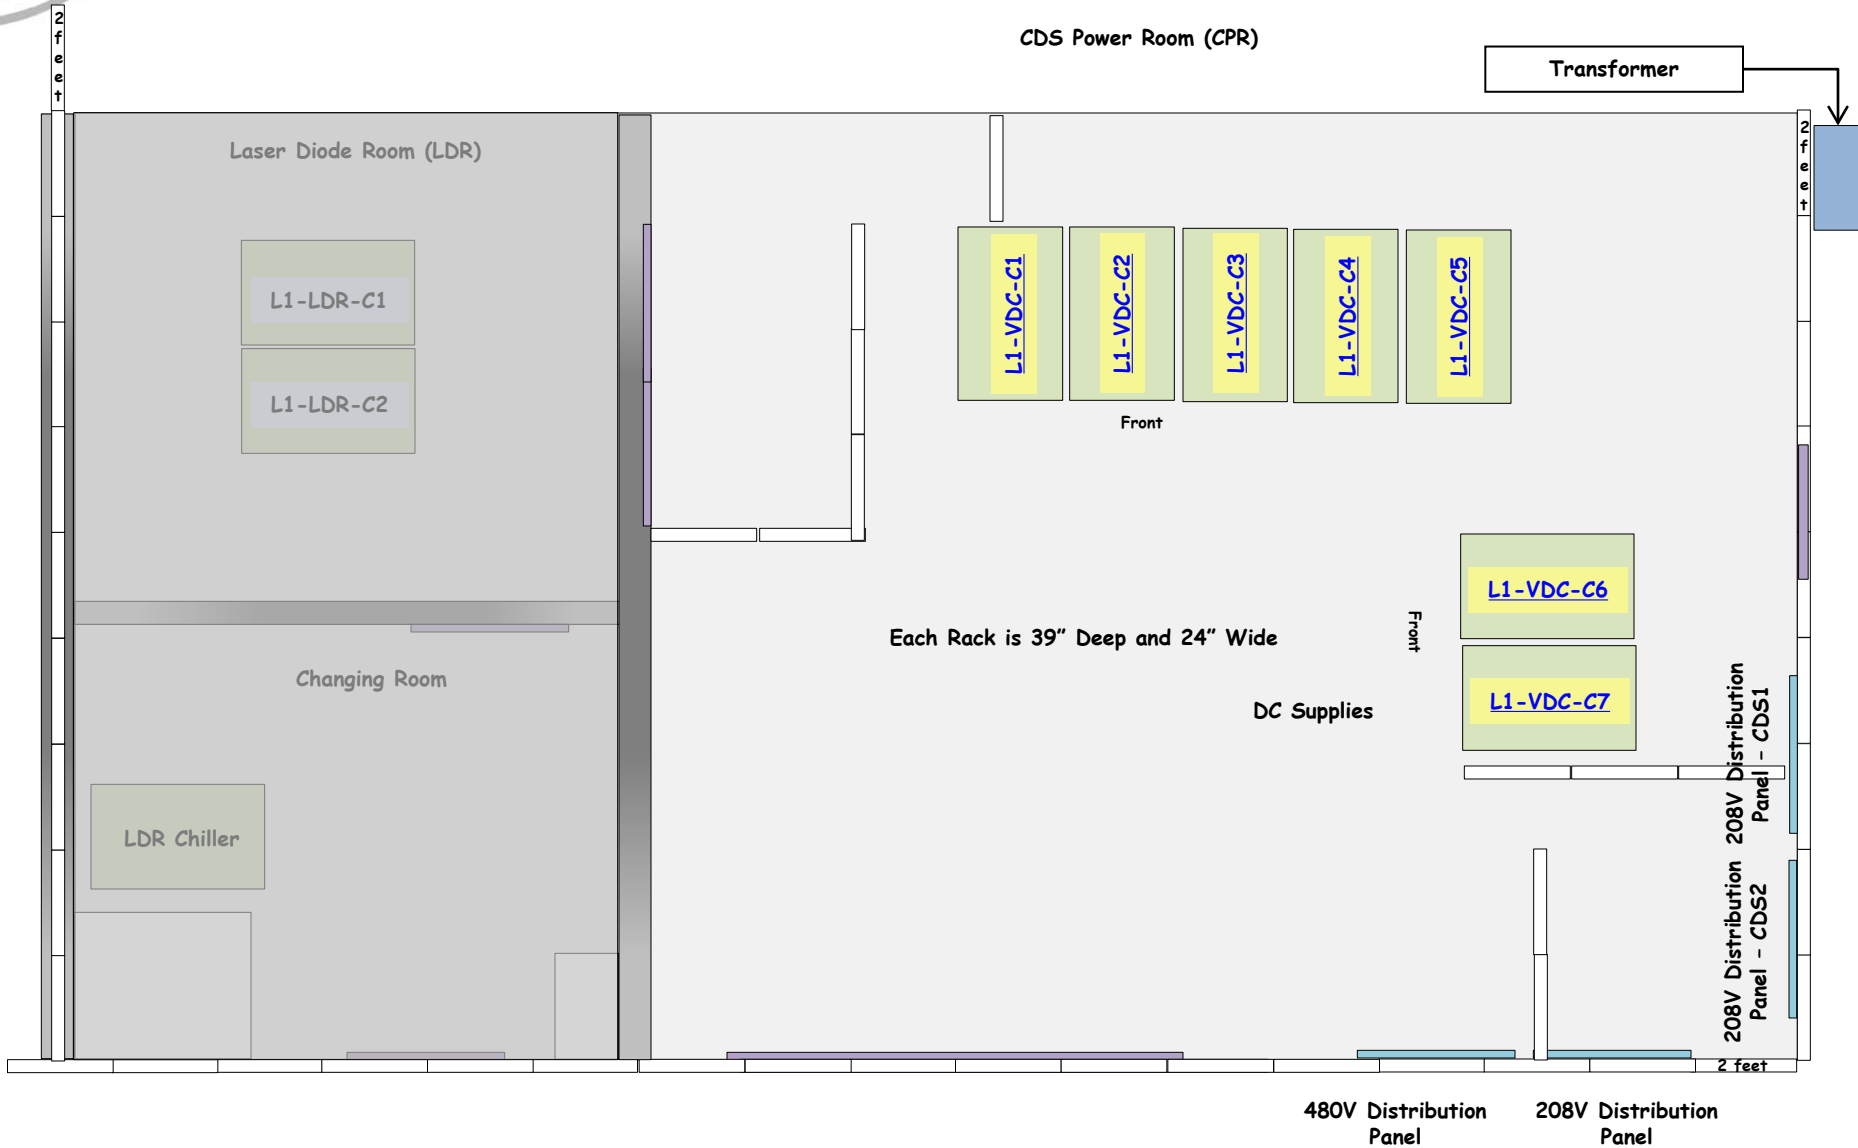 CDS Power Room (CPR)
Transformer
2 feet
2 feet
Laser Diode Room (LDR)
L1-LDR-C1
L1-LDR-C2
L1-VDC-C1
L1-VDC-C2
L1-VDC-C3
L1-VDC-C4
L1-VDC-C5
Front
L1-VDC-C6
Front
Each Rack is 39” Deep and 24” Wide
Changing Room
L1-VDC-C7
DC Supplies
208V Distribution
Panel - CDS1
LDR Chiller
208V Distribution
Panel - CDS2
2 feet
480V Distribution
Panel
208V Distribution
Panel